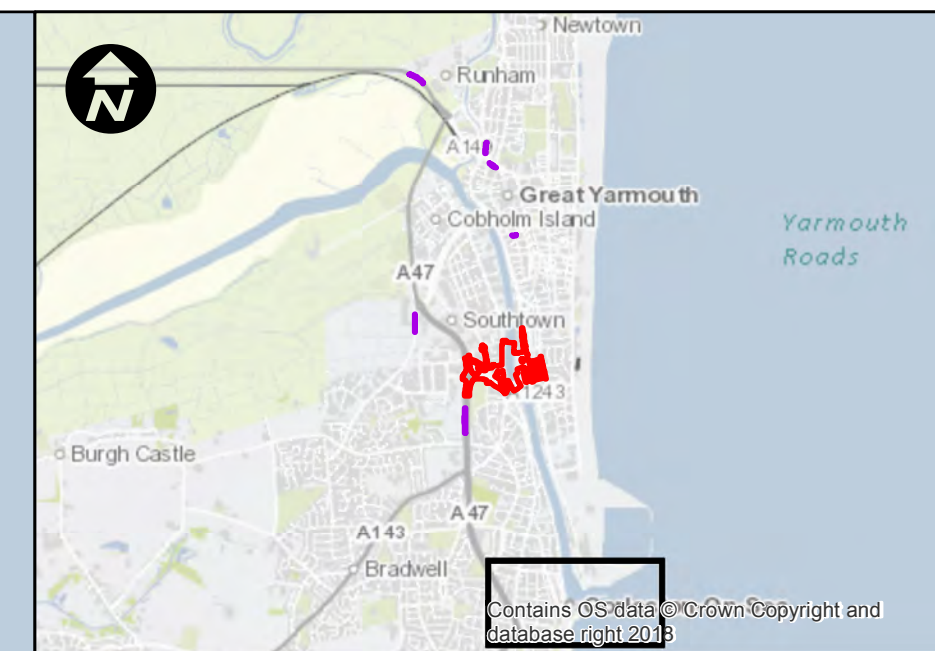 Newtown
N
Runham
A149
Great Yarmouth
Cobholm Island
Yarmouth
Roads
A47
Southtown
A1243
Burgh Castle
A47
A143
Bradwell
Contains OS data © Crown Copyright and
database right 2018